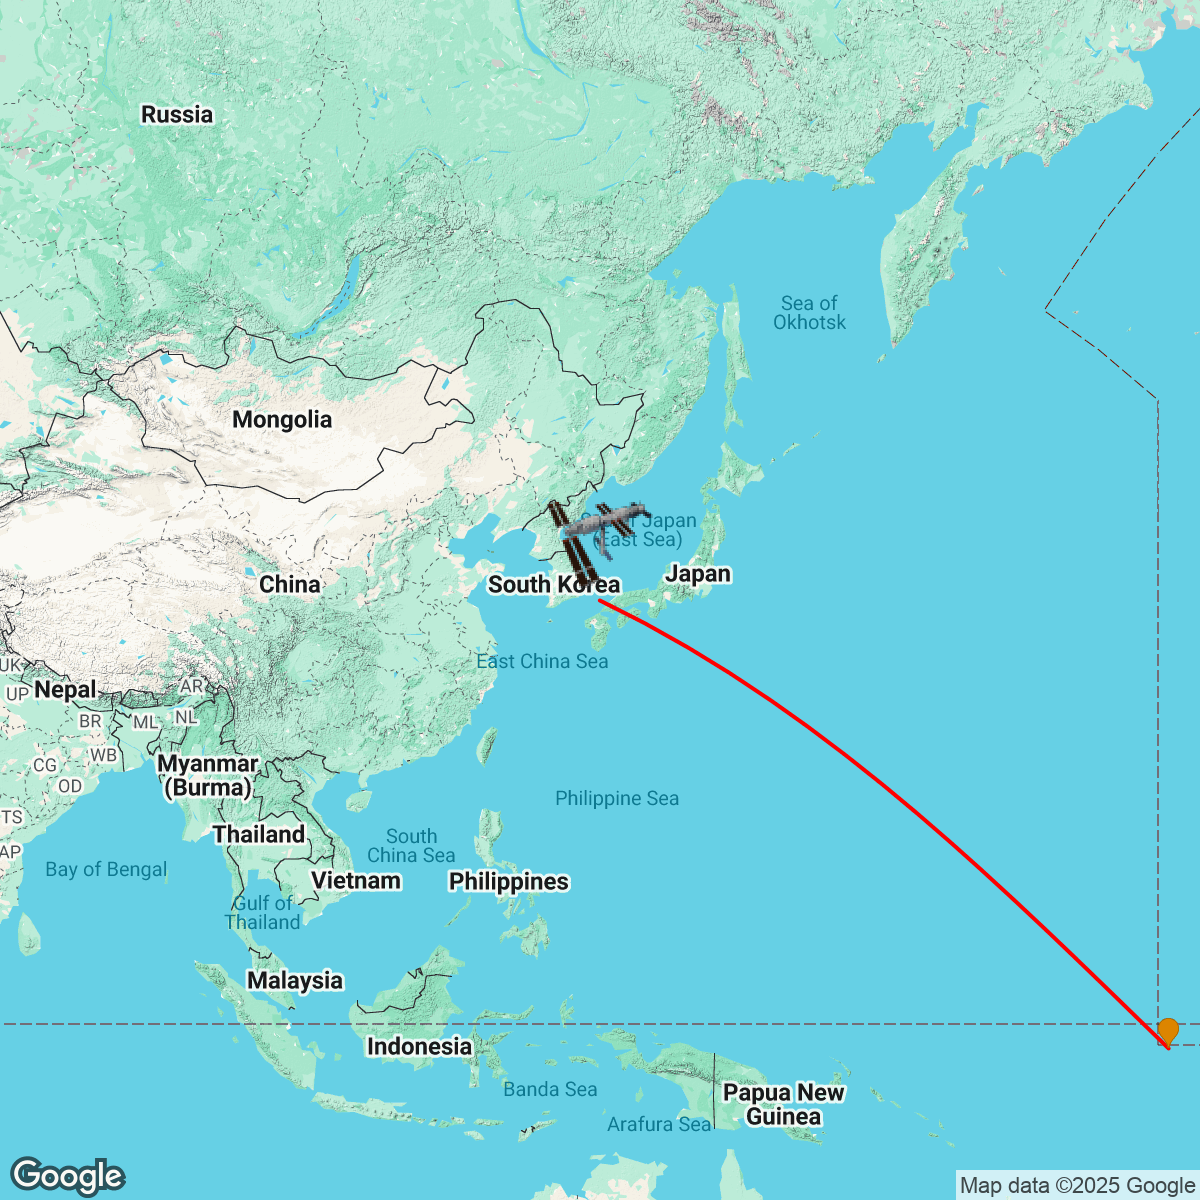 Russia
Sea of
Okhotsk
Mongolia
Japan
(East Sea)
China
South Korea
Japan
East China Sea
UK
UP
Nepal
AR
BR
ML
NL
CG
WB
OD
Myanmar
(Burma)
Philippine Sea
TS
AP
Thailand
South
China Sea
Bay of Bengal
Vietnam
Philippines
Gulf of
Thailand
Malaysia
Indonesia
Banda Sea
Papua New
Guinea
Arafura Sea
Google
Map data ©2025 Google